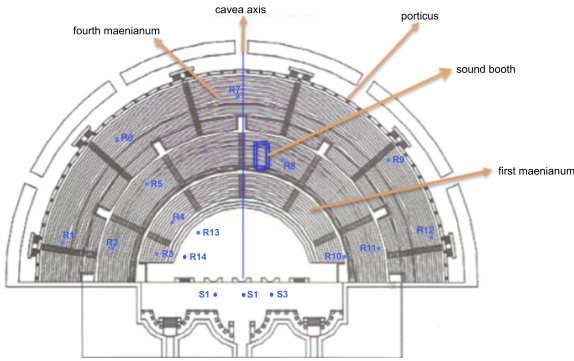 cavea axis
porticus
fourth maenianum
sound booth
R7
R6
R8
R9
first maenianum
R5
R4
R13
R1
R2
R3
R14
R10
R11
R12
S1
S1
S3